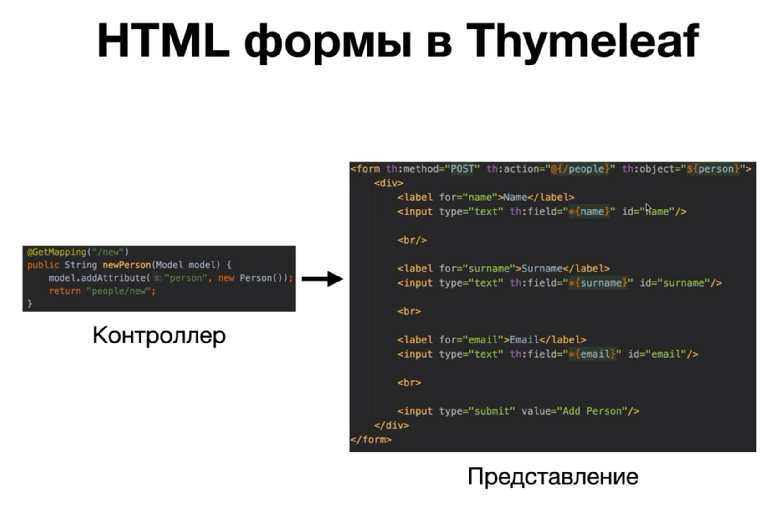 HTML формы в Thymeleaf
@GetMapping("/new")
public String newPerson(Model model) {
model.addAttribute( s: "person", new Person());
return "people/new";
}
Контроллер
<form th:method="POST" th:action="@{/people}" th:object="${person}">
<div>
<label for="name">Name</label>
<input type="text" th:field="*{name}" id="name"/>
<br/>
<label for="surname">Surname</label>
<input type="text" th:field="*{surname}" id="surname"/>
<br>
<label for="email">Email</label>
<input type="text" th:field="*{email}" id="email"/>
<br>
<input type="submit" value="Add Person"/>
</div>
</form>
Представление